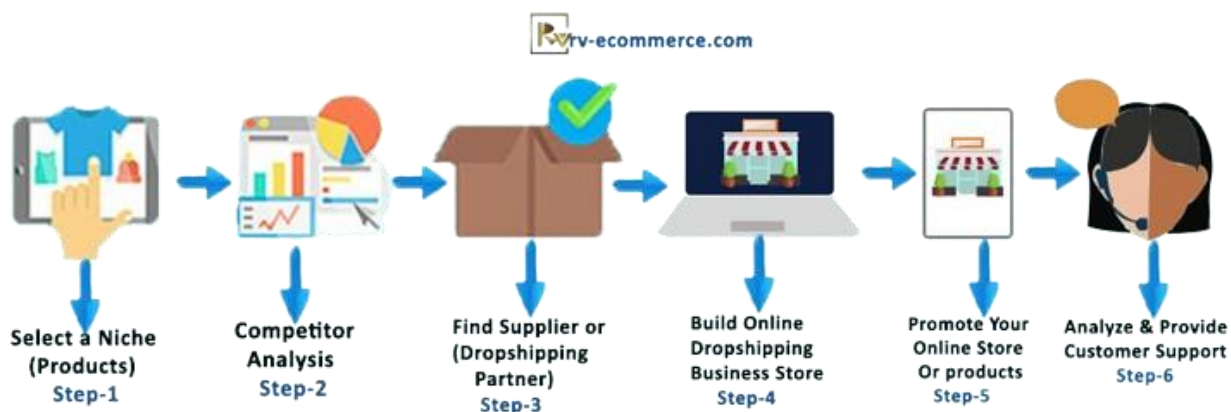 rv-ecommerce.com
Select a Niche
(Products)
Step-1
Competitor
Analysis
Step-2
Find Supplier or
(Dropshipping
Partner)
Step-3
Build Online
Dropshipping
Business Store
Step-4
Promote Your
Online Store
Or products
Step-5
Analyze & Provide
Customer Support
Step-6